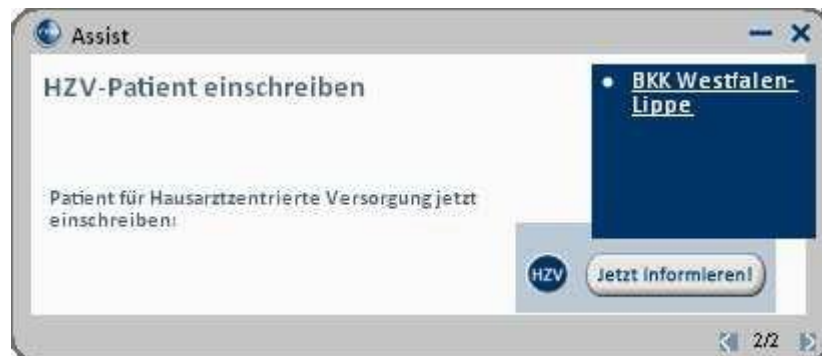 Assist
HZV-Patient einschreiben
• BKK Westfalen-
Lippe
Patient für Hausarztzentrierte Versorgung jetzt
einschreiben:
HZV
Jetzt informieren!
2/2